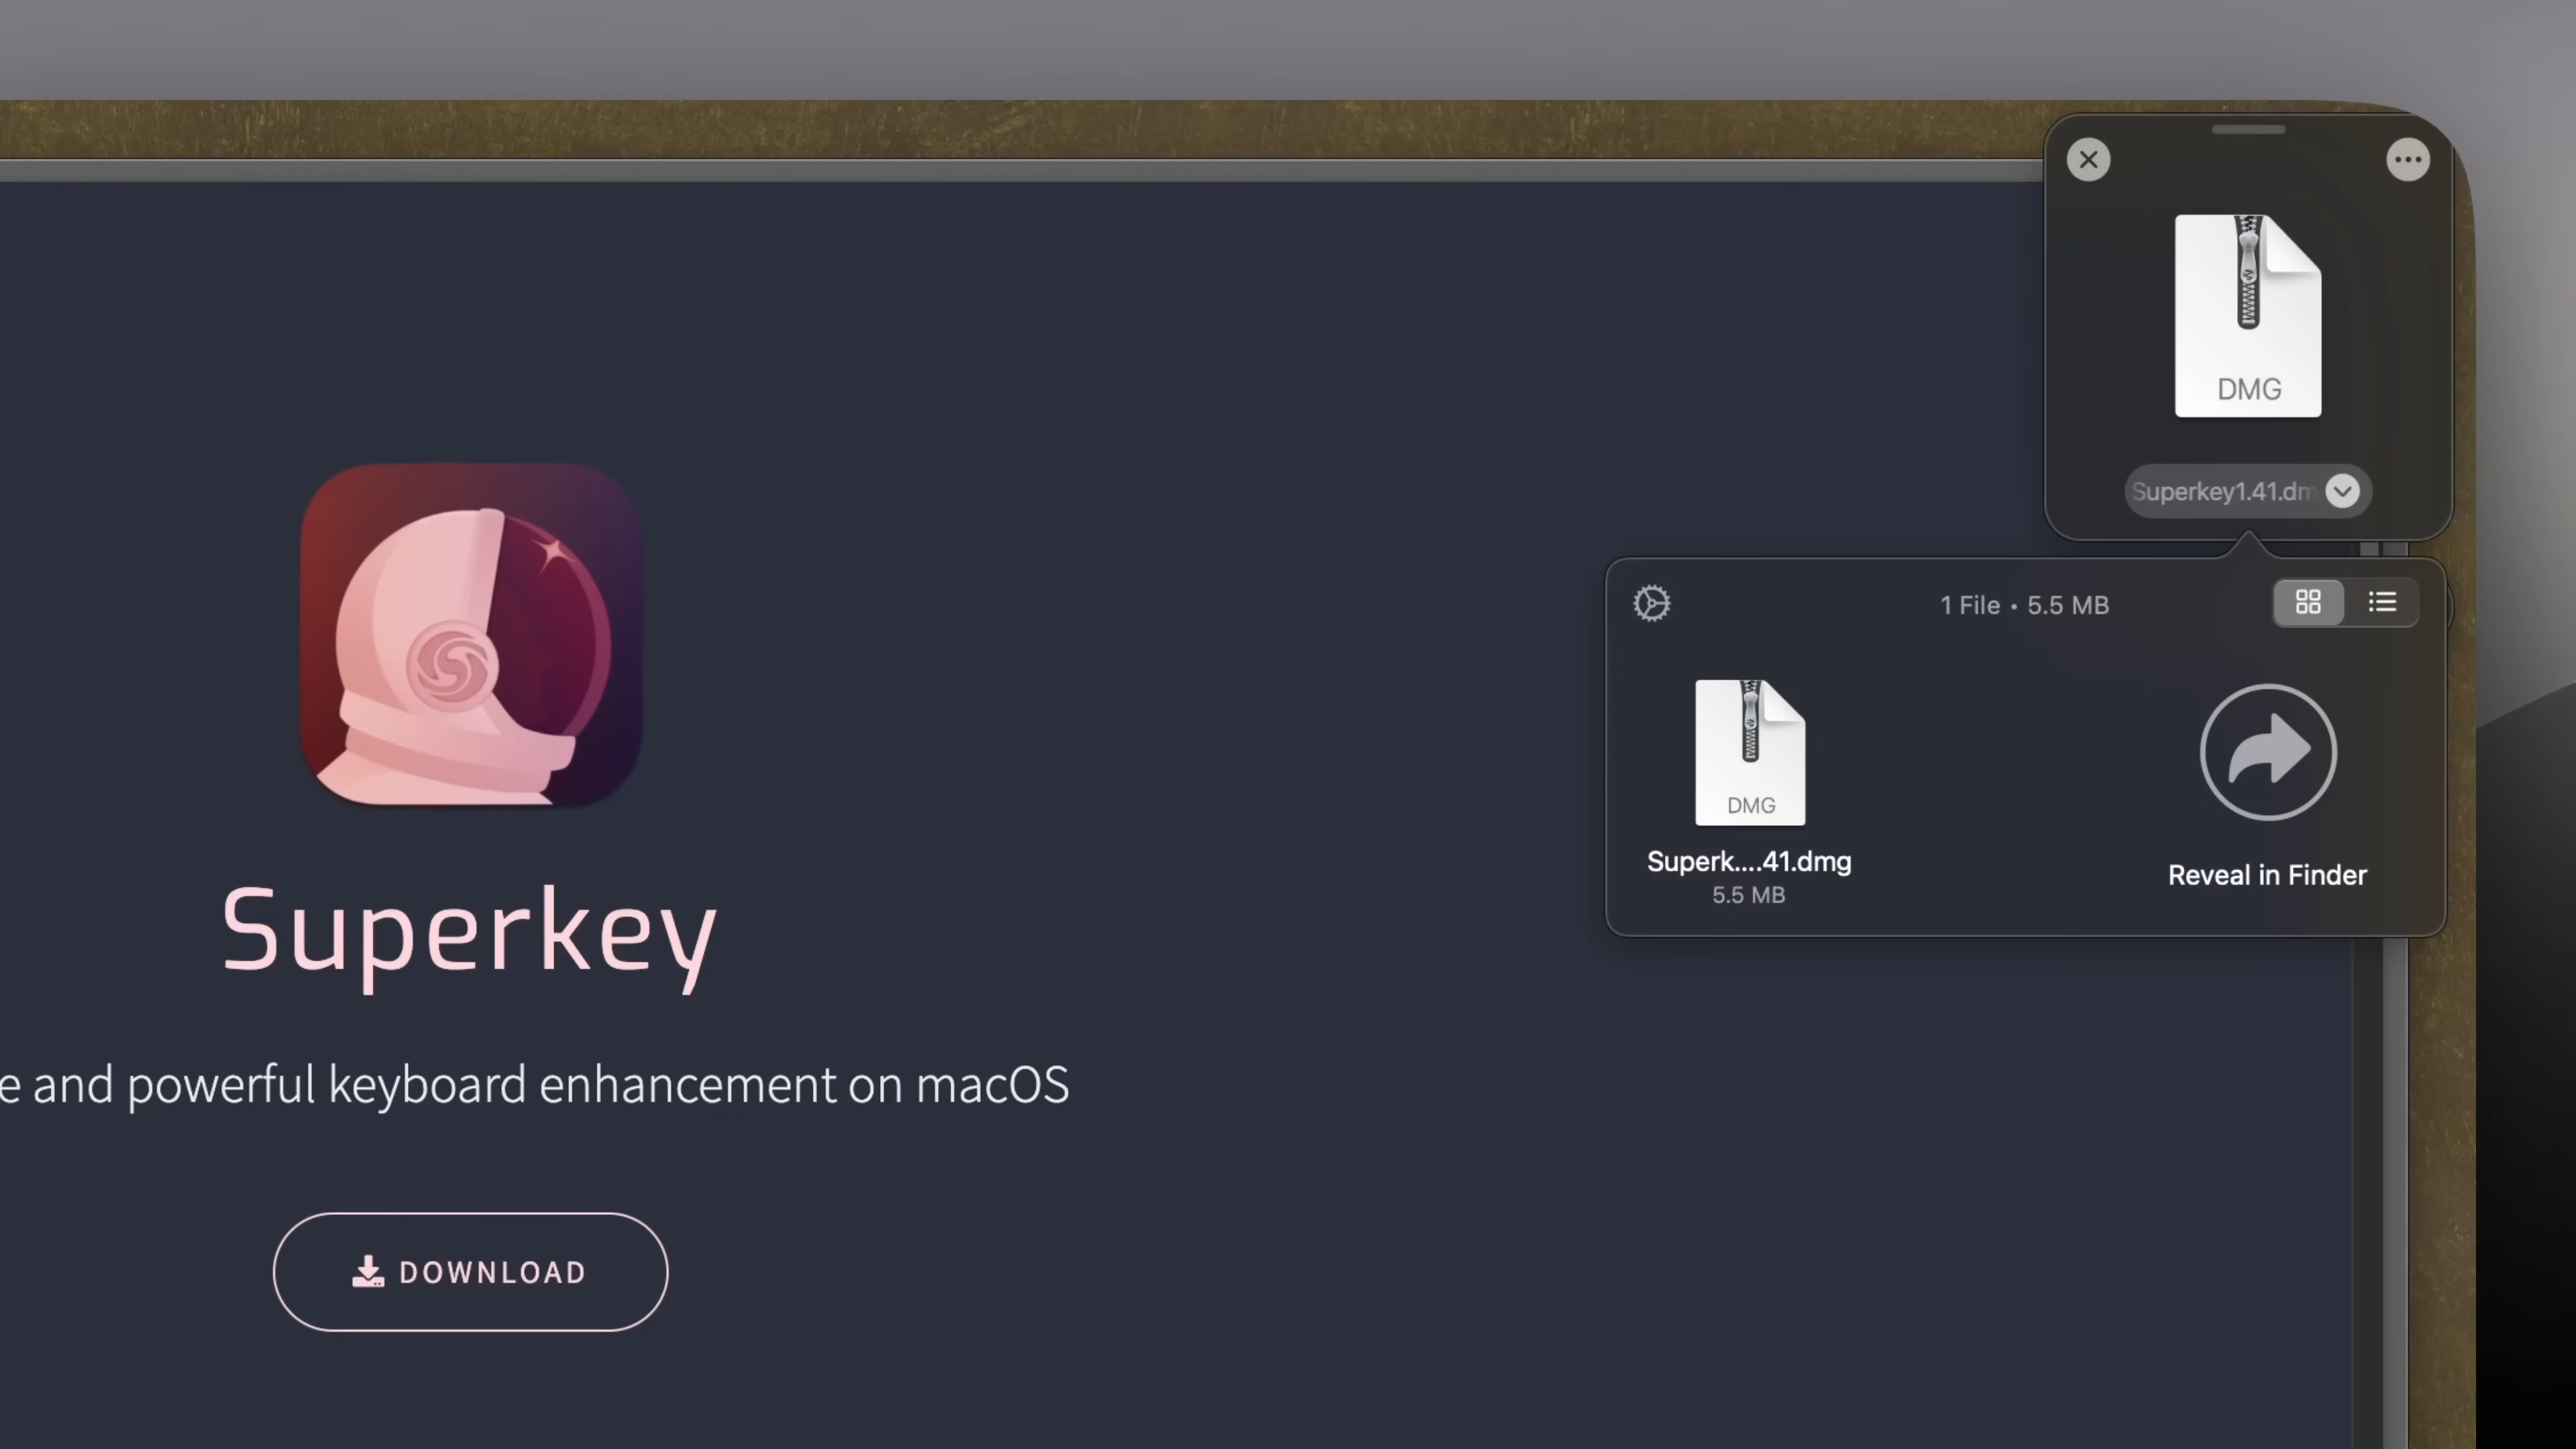 DMG
Superkey1.41.dm
1 File • 5.5 MB
DMG
Superk....41.dmg
5.5 MB
Reveal in Finder
Superkey
e and powerful keyboard enhancement on macOS
DOWNLOAD